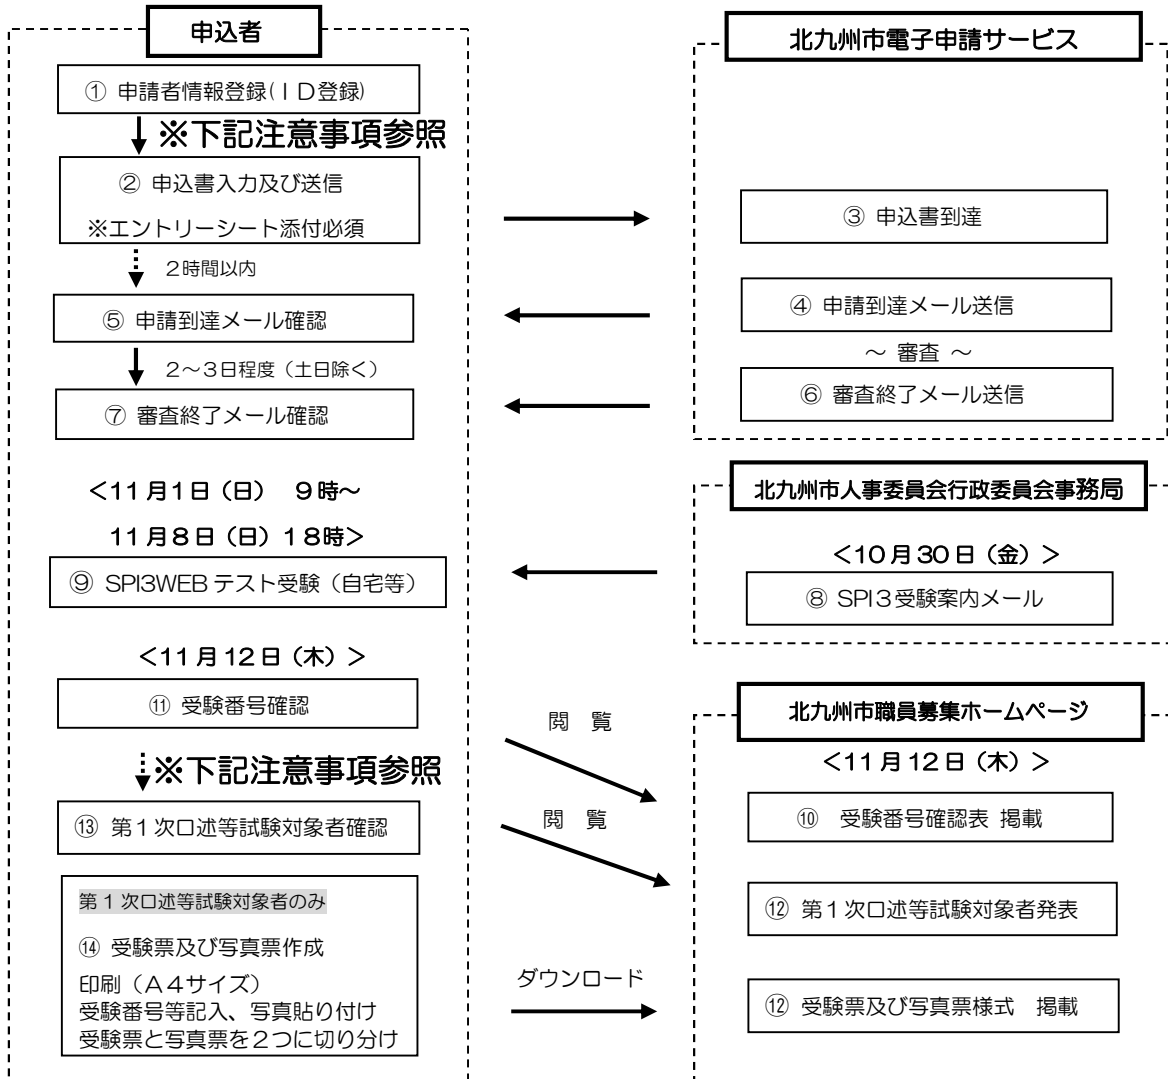 申込者
① 申請者情報登録(ＩＤ登録)
※下記注意事項参照
② 申込書入力及び送信
※エントリーシート添付必須
２時間以内
⑤ 申請到達メール確認
２～３日程度（土日除く）
⑦ 審査終了メール確認
＜11月1日（日）　9時～
11月8日（日）18時＞
⑨ SPI3WEBテスト受験（自宅等）
＜11月12日（木）＞
⑪ 受験番号確認
※下記注意事項参照
⑬ 第１次口述等試験対象者確認
第１次口述等試験対象者のみ
⑭ 受験票及び写真票作成
印刷（Ａ４サイズ）
受験番号等記入、写真貼り付け
受験票と写真票を２つに切り分け
閲　覧
閲　覧
ダウンロード
北九州市電子申請サービス
③ 申込書到達
④ 申請到達メール送信
～ 審査 ～
⑥ 審査終了メール送信
北九州市人事委員会行政委員会事務局
＜10月30日（金）＞
⑧ SPI３受験案内メール
北九州市職員募集ホームページ
＜11月12日（木）＞
⑩　受験番号確認表 掲載
⑫ 第１次口述等試験対象者発表
⑫ 受験票及び写真票様式　掲載